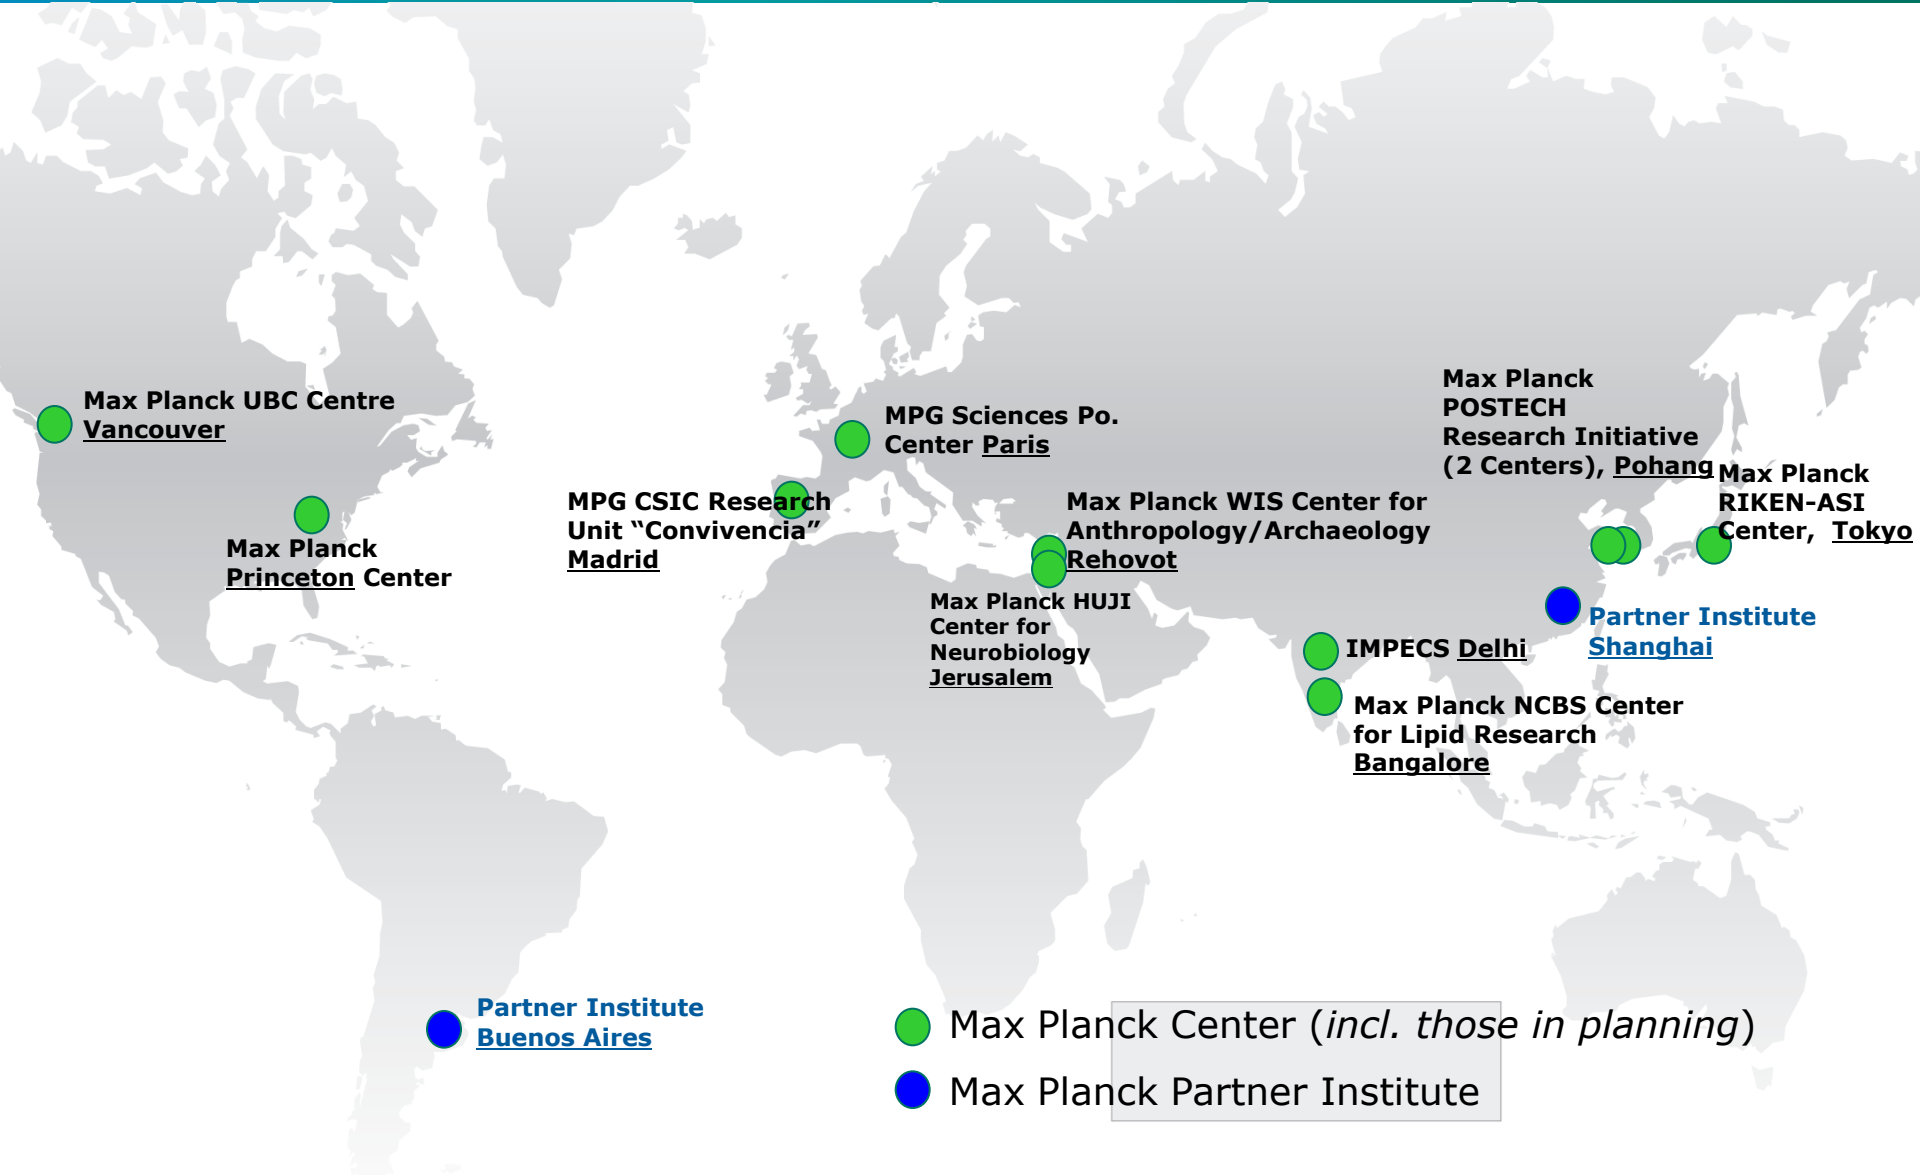 Max Planck UBC Centre
Vancouver
Max Planck
Princeton Center
MPG CSIC Research
Unit “Convivencia”
Madrid
MPG Sciences Po.
Center Paris
Max Planck WIS Center for
Anthropology/Archaeology
Rehovot
Max Planck HUJI
Center for
Neurobiology
Jerusalem
Max Planck
POSTECH
Research Initiative
(2 Centers), Pohang
Max Planck
RIKEN-ASI
Center, Tokyo
Partner Institute
Shanghai
IMPECS Delhi
Max Planck NCBS Center
for Lipid Research
Bangalore
Partner Institute
Buenos Aires
Max Planck Center (incl. those in planning)
Max Planck Partner Institute